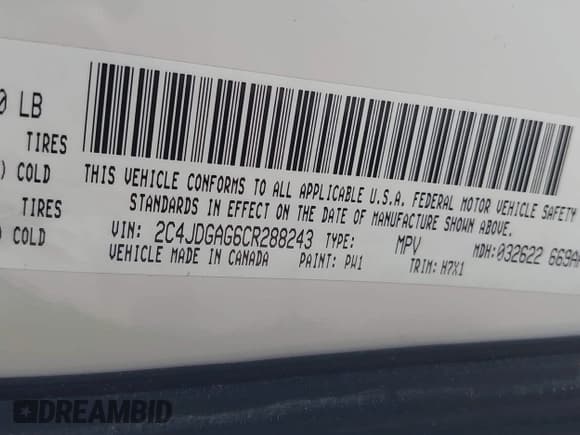 0 LB
TIRES
) COLD
TIRES
) COLD
THIS VEHICLE CONFORMS TO ALL APPLICABLE U.S.A. FEDERAL MOTOR VEHICLE SAFETY
STANDARDS IN EFFECT ON THE DATE OF MANUFACTURE SHOWN ABOVE.
VIN: 2C4JDGAG6CR288243 TYPE: MPV MDH:032622 669A
VEHICLE MADE IN CANADA PAINT: PW1 TRIM: H7X1
DREAMBID